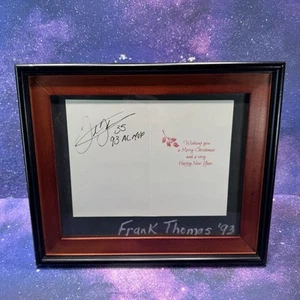 35
93 AL MVP
Wishing you
a Merry Christmas
and a very
Happy New Year.
Frank Thomas '93